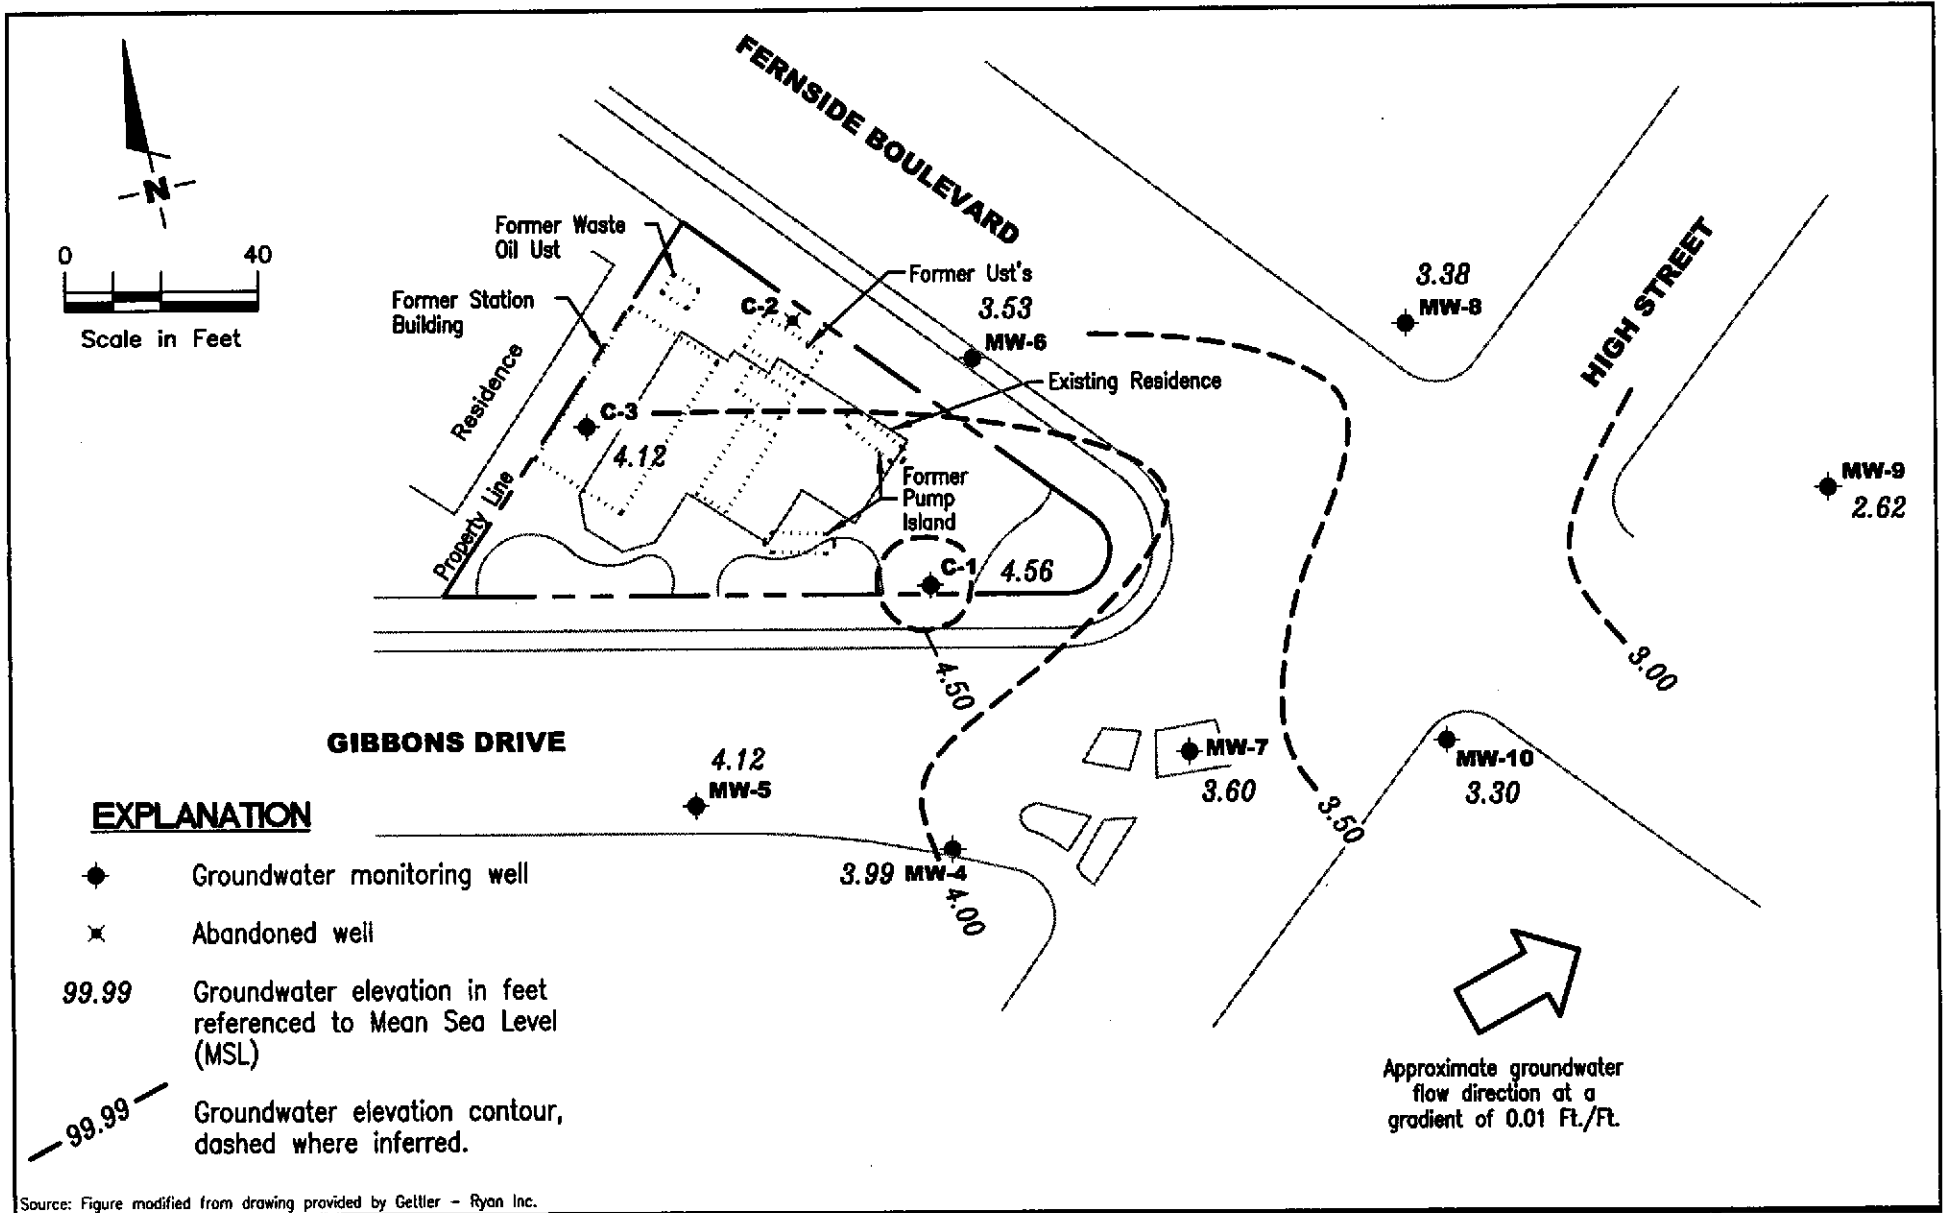 FERNSIDE BOULEVARD
N
0 40
Scale in Feet
Former Waste
Oil Ust
Former Ust's
Former Station
Building
C-2
3.53
MW-6
3.38
MW-8
HIGH STREET
Existing Residence
Residence
C-3
4.12
Former
Pump
Island
MW-9
2.62
Property Line
C-1
4.56
4.50
3.00
GIBBONS DRIVE
4.12
MW-5
MW-7
3.60
MW-10
3.30
3.50
3.99 MW-4
4.00
EXPLANATION
Groundwater monitoring well
Abandoned well
99.99 Groundwater elevation in feet
referenced to Mean Sea Level
(MSL)
99.99 Groundwater elevation contour,
dashed where inferred.
Approximate groundwater
flow direction at a
gradient of 0.01 Ft./Ft.
Source: Figure modified from drawing provided by Gettler - Ryan Inc.